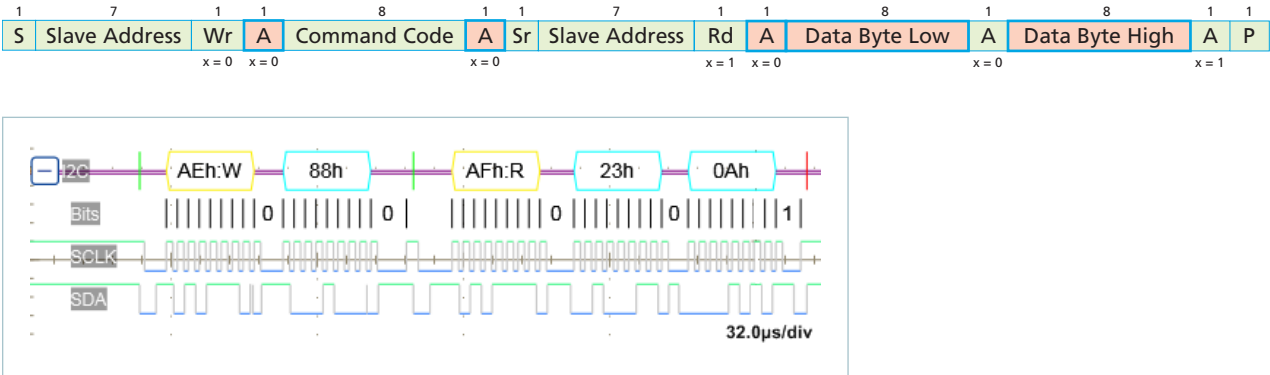 1 7 1 1 8 1 1 7 1 1 8 1 8 1 1
S Slave Address Wr A Command Code A Sr Slave Address Rd A Data Byte Low A Data Byte High A P
x = 0 x = 0 x = 0 x = 1 x = 0 x = 0 x = 1
I2C AEh:W 88h AFh:R 23h 0Ah
Bits 0 0 0 0 1
SCLK
SDA
32.0µs/div